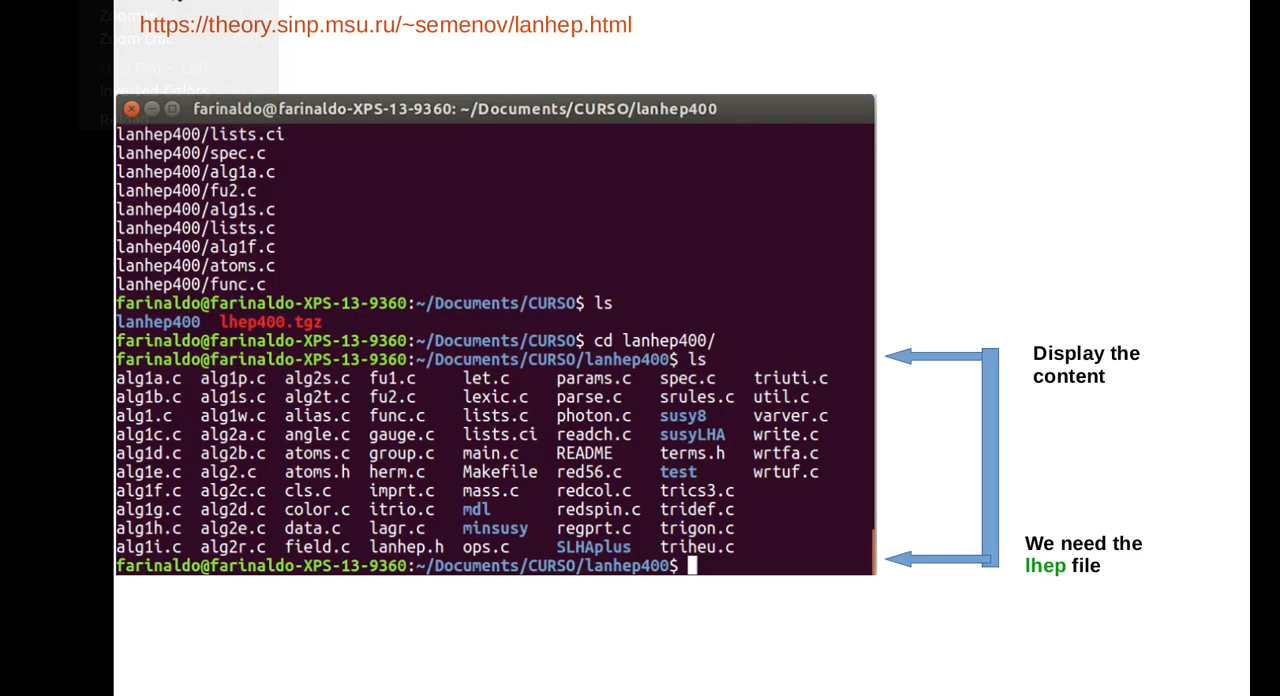 https://theory.sinp.msu.ru/~semenov/lanhep.html
Zoom Out
Inverted Colors
Reload
farinaldo@farinaldo-XPS-13-9360: ~/Documents/CURSO/lanhep400
lanhep400/lists.ci
lanhep400/spec.c
lanhep400/alg1a.c
lanhep400/fu2.c
lanhep400/alg1s.c
lanhep400/lists.c
lanhep400/alg1f.c
lanhep400/atoms.c
lanhep400/func.c
farinaldo@farinaldo-XPS-13-9360:~/Documents/CURSO$ ls
lanhep400 lhep400.tgz
farinaldo@farinaldo-XPS-13-9360:~/Documents/CURSO$ cd lanhep400/
farinaldo@farinaldo-XPS-13-9360:~/Documents/CURSO/lanhep400$ ls
alg1a.c alg1p.c alg2s.c fu1.c let.c params.c spec.c triuti.c
alg1b.c alg1s.c alg2t.c fu2.c lexic.c parse.c srules.c util.c
alg1.c alg1w.c alias.c func.c lists.c photon.c susy8 varver.c
alg1c.c alg2a.c angle.c gauge.c lists.ci readch.c susyLHA write.c
alg1d.c alg2b.c atoms.c group.c main.c README terms.h wrtfa.c
alg1e.c alg2.c atoms.h herm.c Makefile red56.c test wrtuf.c
alg1f.c alg2c.c cls.c imprt.c mass.c redcol.c trics3.c
alg1g.c alg2d.c color.c itrio.c mdl redspin.c tridef.c
alg1h.c alg2e.c data.c lagr.c minsusy regprt.c trigon.c
alg1i.c alg2r.c field.c lanhep.h ops.c SLHAplus triheu.c
farinaldo@farinaldo-XPS-13-9360:~/Documents/CURSO/lanhep400$
Display the
content
We need the
lhep file